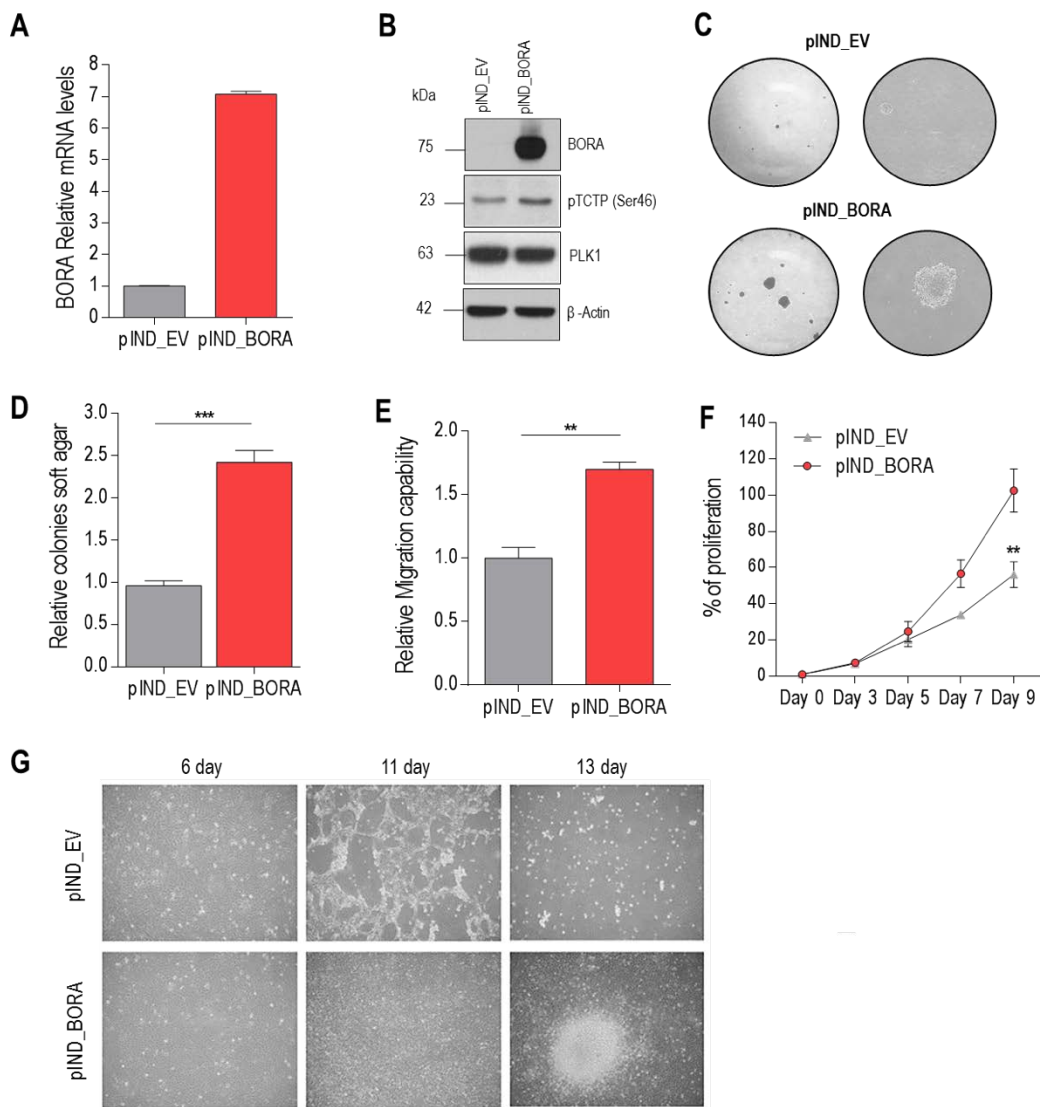 A
BORA Relative mRNA levels
8
7
6
5
4
3
2
1
0
pIND_EV pIND_BORA
B
pIND_EV
pIND_BORA
kDa
75 BORA
23 pTCTP (Ser46)
63 PLK1
42 β-Actin
C
pIND_EV
pIND_BORA
D
Relative colonies soft agar
3.0
2.5
2.0
1.5
1.0
0.5
0.0
***
pIND_EV pIND_BORA
E
Relative Migration capability
2.0
1.5
1.0
0.5
0.0
**
pIND_EV pIND_BORA
F
% of proliferation
140
120
100
80
60
40
20
0
pIND_EV
pIND_BORA
**
Day 0 Day 3 Day 5 Day 7 Day 9
G
6 day 11 day 13 day
pIND_EV
pIND_BORA